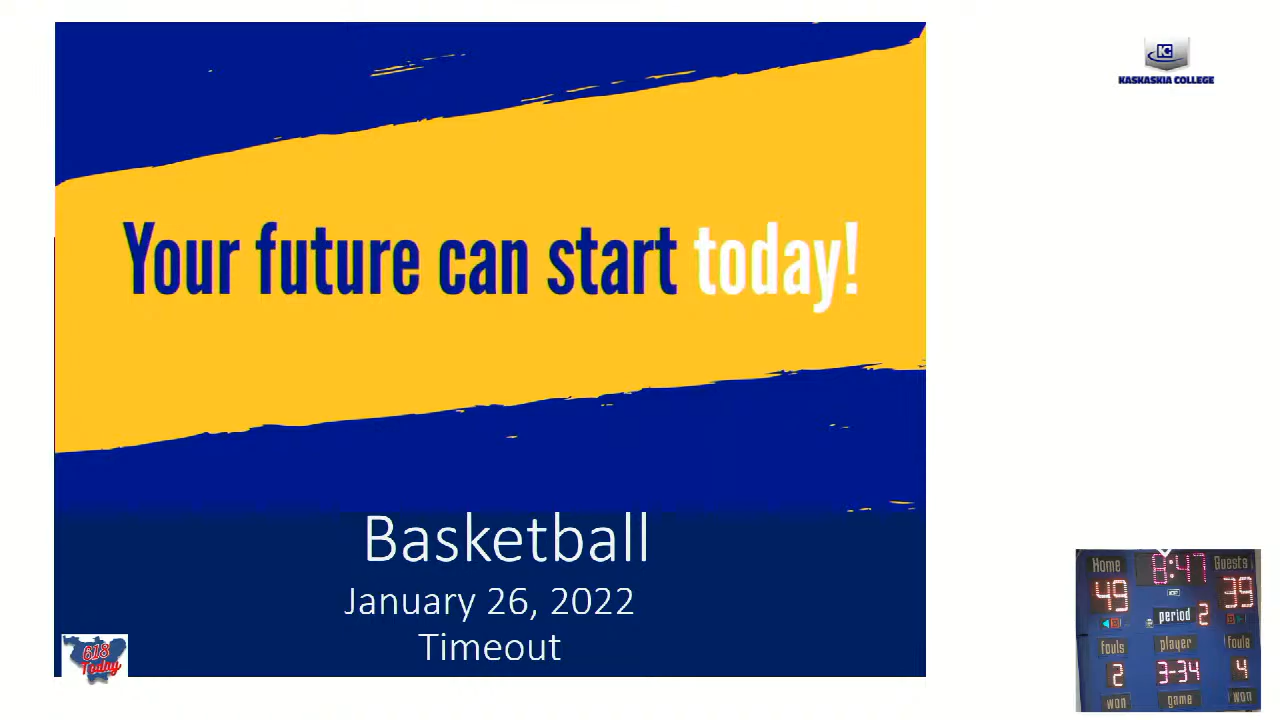 KC
KASKASKIA COLLEGE
Your future can start today!
Basketball
January 26, 2022
Timeout
618
Today
Home 8:47 Guests
49 39
period 2
fouls player fouls
2 3-34 4
won game won